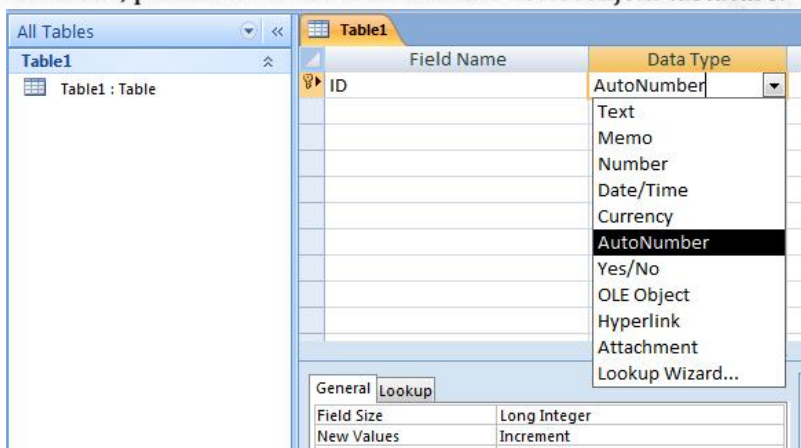 All Tables
Table1
Table1 : Table
Table1
Field Name Data Type
ID AutoNumber
Text
Memo
Number
Date/Time
Currency
AutoNumber
Yes/No
OLE Object
Hyperlink
Attachment
Lookup Wizard...
General Lookup
Field Size Long Integer
New Values Increment